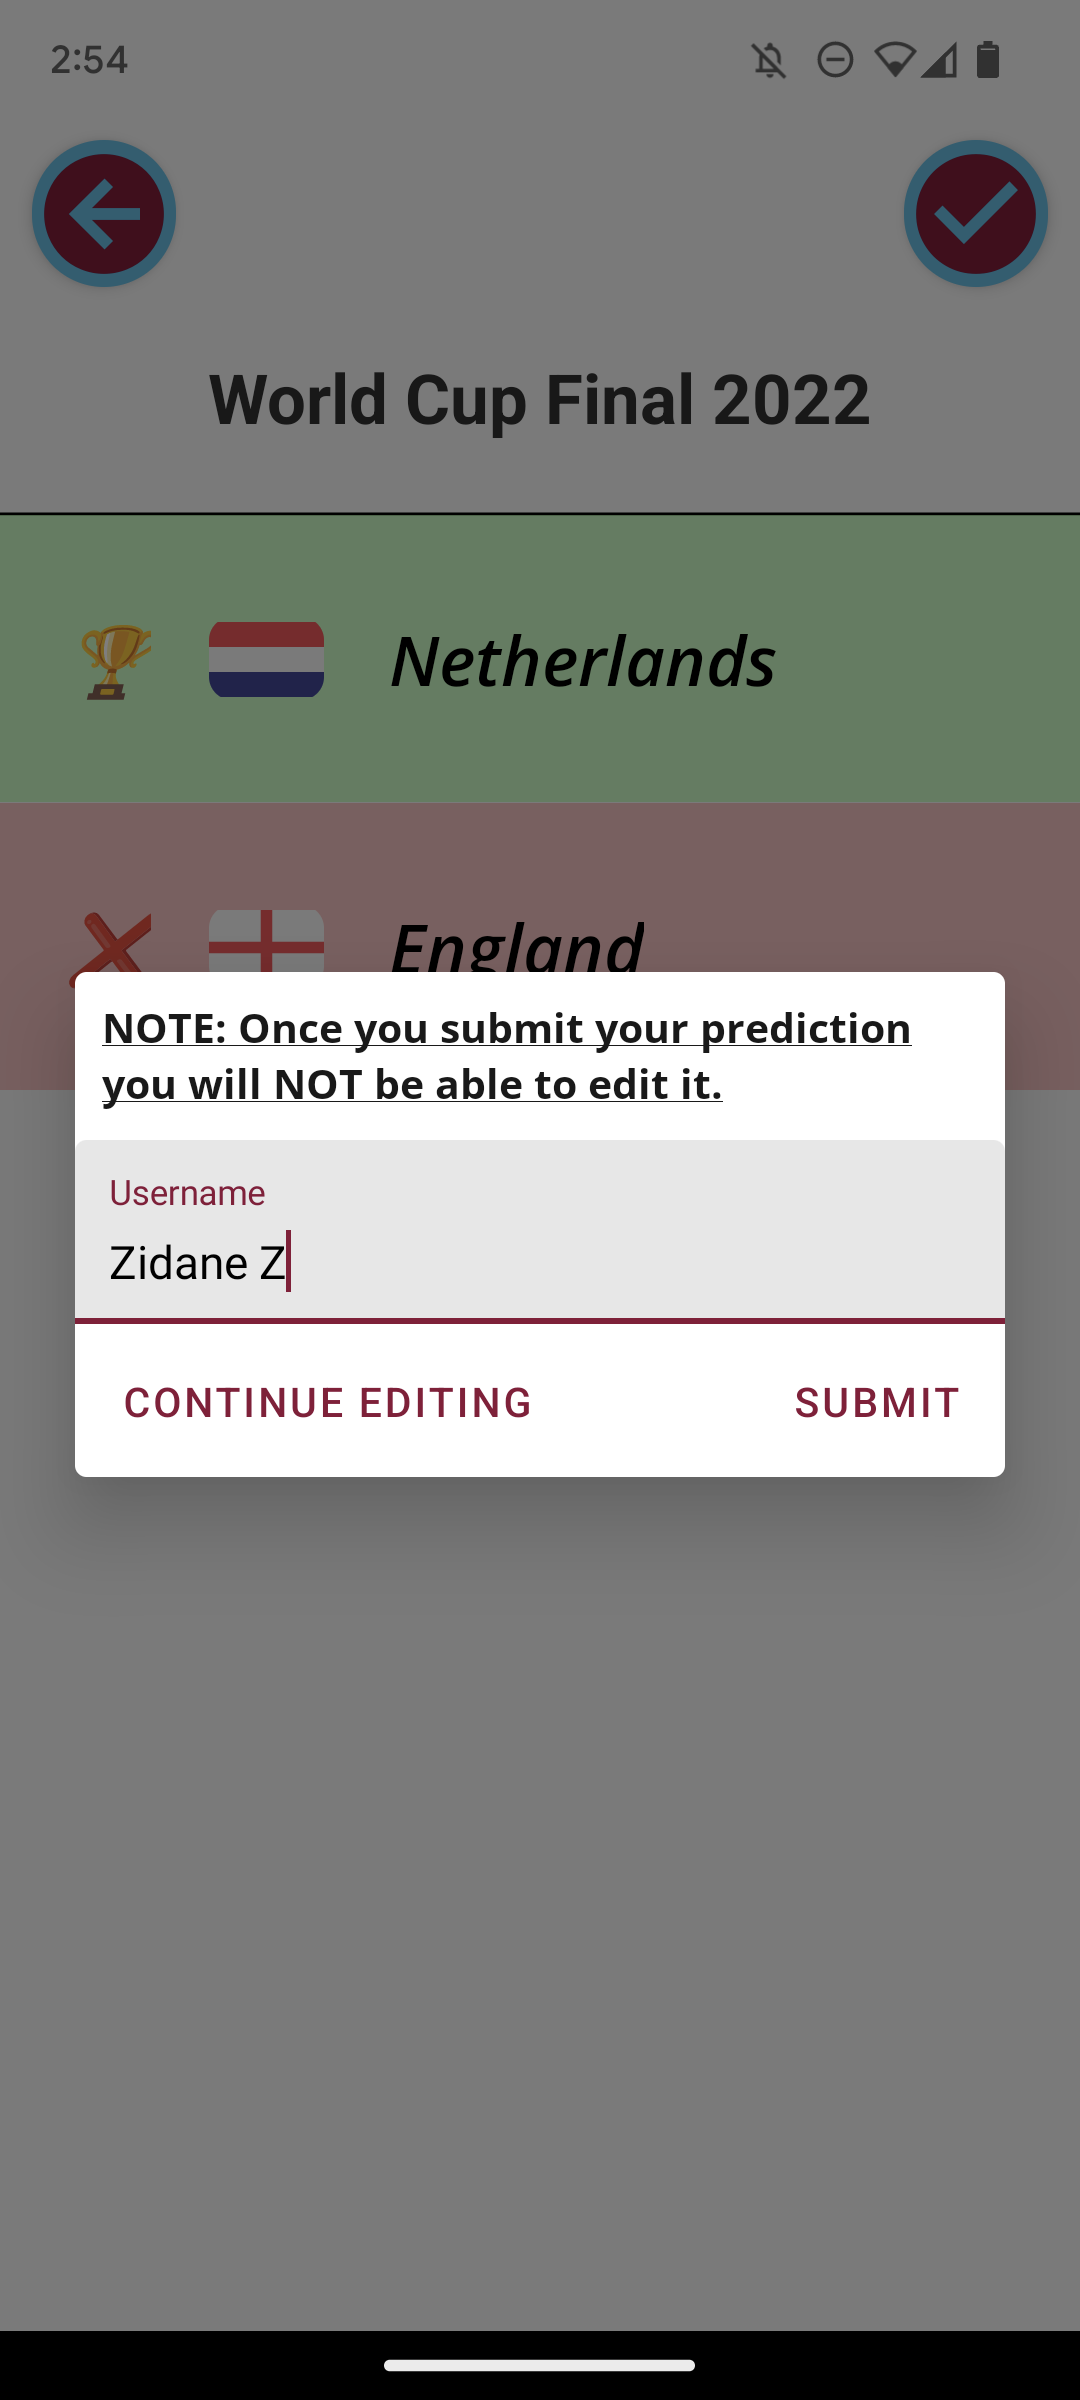 2:54
World Cup Final 2022
Netherlands
England
NOTE: Once you submit your prediction
you will NOT be able to edit it.
Username
Zidane Z
CONTINUE EDITING SUBMIT